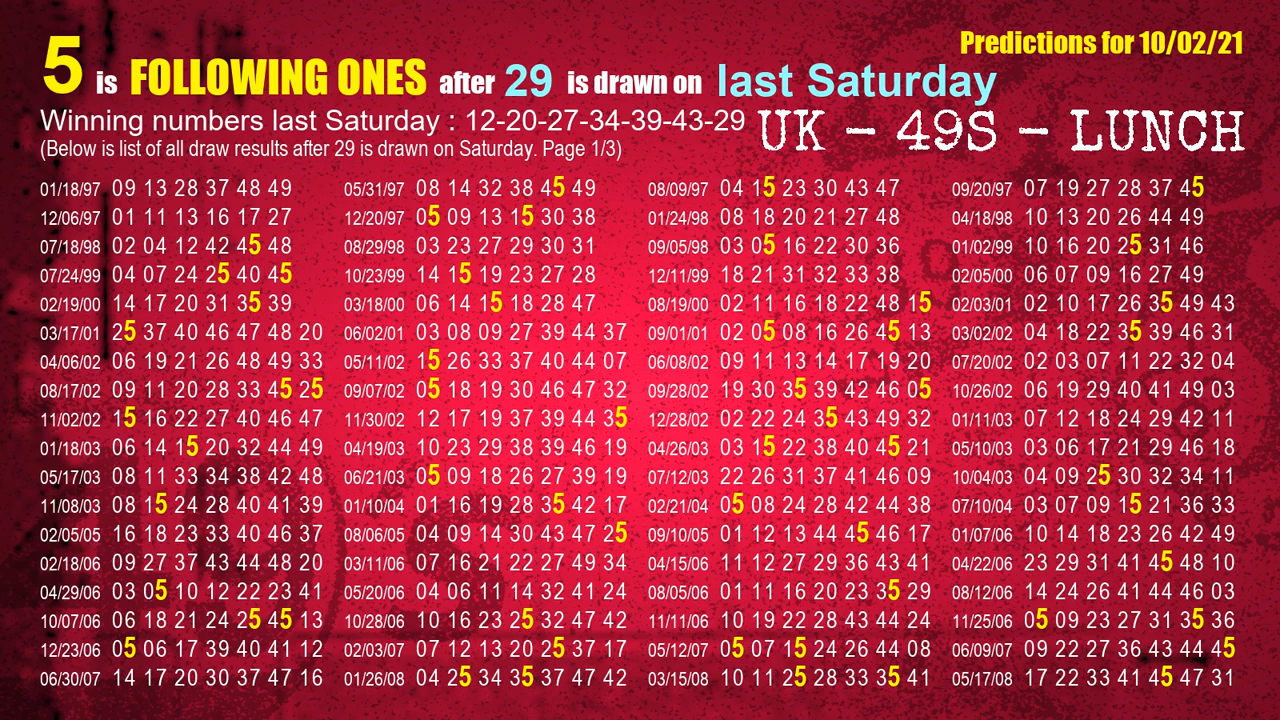 Predictions for 10/02/21
5 is FOLLOWING ONES after 29 is drawn on last Saturday
Winning numbers last Saturday : 12-20-27-34-39-43-29
UK - 49S - LUNCH
(Below is list of all draw results after 29 is drawn on Saturday. Page 1/3)
01/18/97 09 13 28 37 48 49 05/31/97 08 14 32 38 45 49 08/09/97 04 15 23 30 43 47 09/20/97 07 19 27 28 37 45
12/06/97 01 11 13 16 17 27 12/20/97 05 09 13 15 30 38 01/24/98 08 18 20 21 27 48 04/18/98 10 13 20 26 44 49
07/18/98 02 04 12 42 45 48 08/29/98 03 23 27 29 30 31 09/05/98 03 05 16 22 30 36 01/02/99 10 16 20 25 31 46
07/24/99 04 07 24 25 40 45 10/23/99 14 15 19 23 27 28 12/11/99 18 21 31 32 33 38 02/05/00 06 07 09 16 27 49
02/19/00 14 17 20 31 35 39 03/18/00 06 14 15 18 28 47 08/19/00 02 11 16 18 22 48 15 02/03/01 02 10 17 26 35 49 43
03/17/01 25 37 40 46 47 48 20 06/02/01 03 08 09 27 39 44 37 09/01/01 02 05 08 16 26 45 13 03/02/02 04 18 22 35 39 46 31
04/06/02 06 19 21 26 48 49 33 05/11/02 15 26 33 37 40 44 07 06/08/02 09 11 13 14 17 19 20 07/20/02 02 03 07 11 22 32 04
08/17/02 09 11 20 28 33 45 25 09/07/02 05 18 19 30 46 47 32 09/28/02 19 30 35 39 42 46 05 10/26/02 06 19 29 40 41 49 03
11/02/02 15 16 22 27 40 46 47 11/30/02 12 17 19 37 39 44 35 12/28/02 02 22 24 35 43 49 32 01/11/03 07 12 18 24 29 42 11
01/18/03 06 14 15 20 32 44 49 04/19/03 10 23 29 38 39 46 19 04/26/03 03 15 22 38 40 45 21 05/10/03 03 06 17 21 29 46 18
05/17/03 08 11 33 34 38 42 48 06/21/03 05 09 18 26 27 39 19 07/12/03 22 26 31 37 41 46 09 10/04/03 04 09 25 30 32 34 11
11/08/03 08 15 24 28 40 41 39 01/10/04 01 16 19 28 35 42 17 02/21/04 05 08 24 28 42 44 38 07/10/04 03 07 09 15 21 36 33
02/05/05 16 18 23 33 40 46 37 08/06/05 04 09 14 30 43 47 25 09/10/05 01 12 13 44 45 46 17 01/07/06 10 14 18 23 26 42 49
02/18/06 09 27 37 43 44 48 20 03/11/06 07 16 21 22 27 49 34 04/15/06 11 12 27 29 36 43 41 04/22/06 23 29 31 41 45 48 10
04/29/06 03 05 10 12 22 23 41 05/20/06 04 06 11 14 32 41 24 08/05/06 01 11 16 20 23 35 29 08/12/06 14 24 26 41 44 46 03
10/07/06 06 18 21 24 25 45 13 10/28/06 10 16 23 25 32 47 42 11/11/06 10 19 22 28 43 44 24 11/25/06 05 09 23 27 31 35 36
12/23/06 05 06 17 39 40 41 12 02/03/07 07 12 13 20 25 37 17 05/12/07 05 07 15 24 26 44 08 06/09/07 09 22 27 36 43 44 45
06/30/07 14 17 20 30 37 47 16 01/26/08 04 25 34 35 37 47 42 03/15/08 10 11 25 28 33 35 41 05/17/08 17 22 33 41 45 47 31